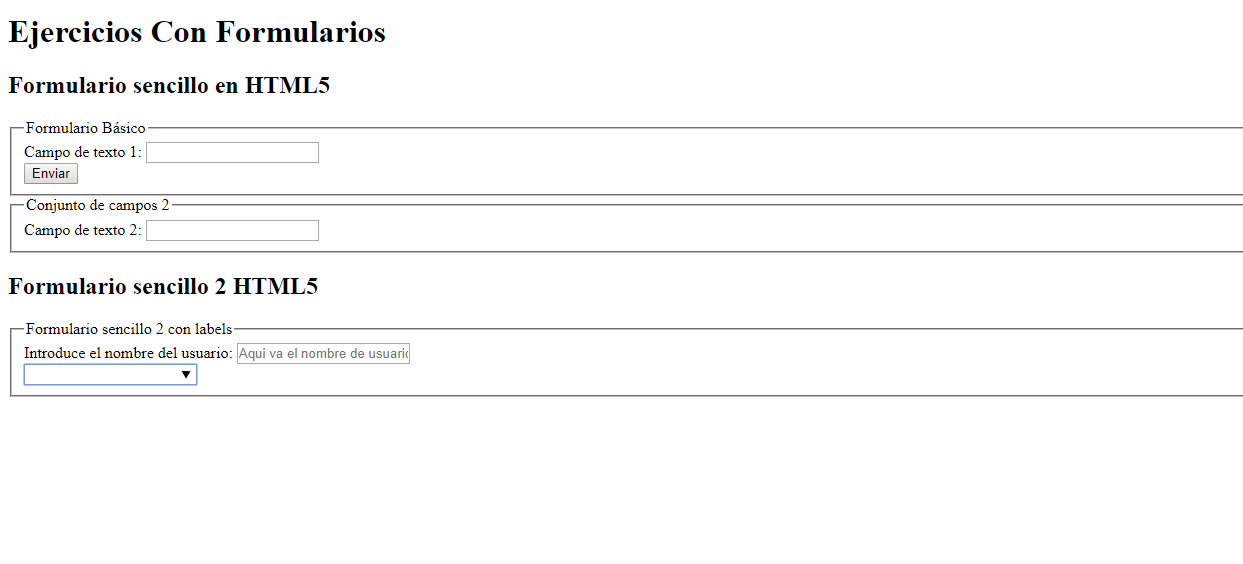 Ejercicios Con Formularios
Formulario sencillo en HTML5
Formulario Básico
Campo de texto 1:
Enviar
Conjunto de campos 2
Campo de texto 2:
Formulario sencillo 2 HTML5
Formulario sencillo 2 con labels
Introduce el nombre del usuario: Aqui va el nombre de usuari